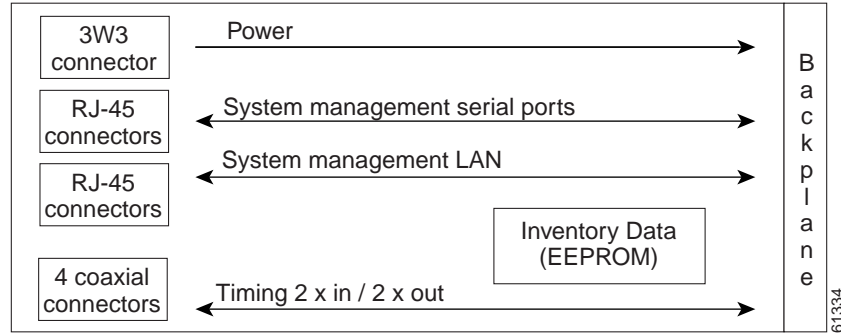 3W3
connector
Power
RJ-45
connectors
System management serial ports
RJ-45
connectors
System management LAN
Inventory Data
(EEPROM)
4 coaxial
connectors
Timing 2 x in / 2 x out
Backplane
61334